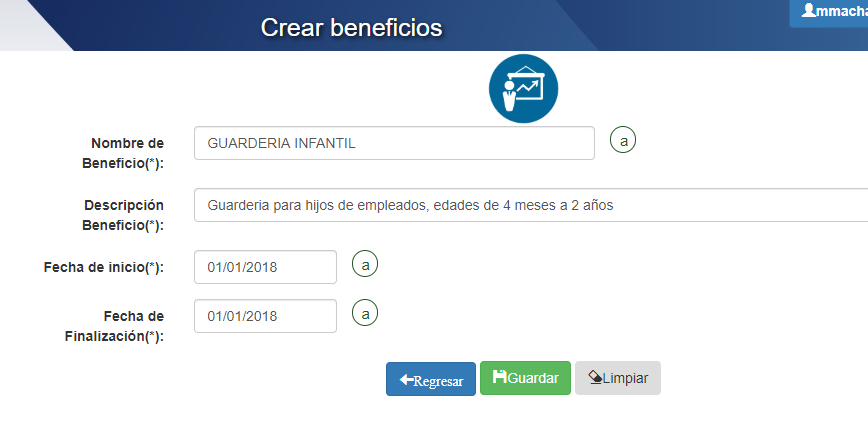 Crear beneficios
Nombre de
Beneficio(*):
GUARDERIA INFANTIL
a
Descripción
Beneficio(*):
Guarderia para hijos de empleados, edades de 4 meses a 2 años
Fecha de inicio(*):
01/01/2018
a
Fecha de
Finalización(*):
01/01/2018
a
Regresar
Guardar
Limpiar